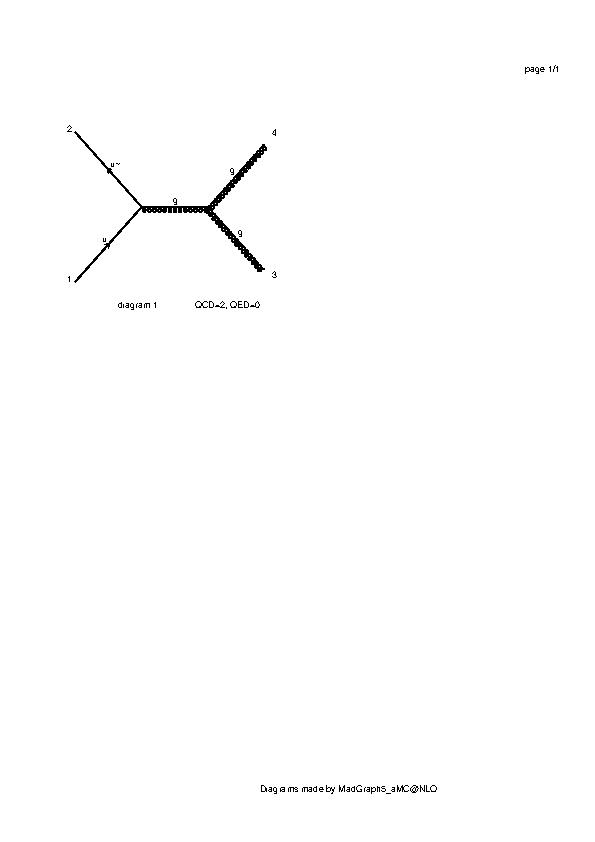 page 1/1
2
4
u~
g
g
u
g
1
3
diagram 1 QCD=2, QED=0
Diagrams made by MadGraph5_aMC@NLO